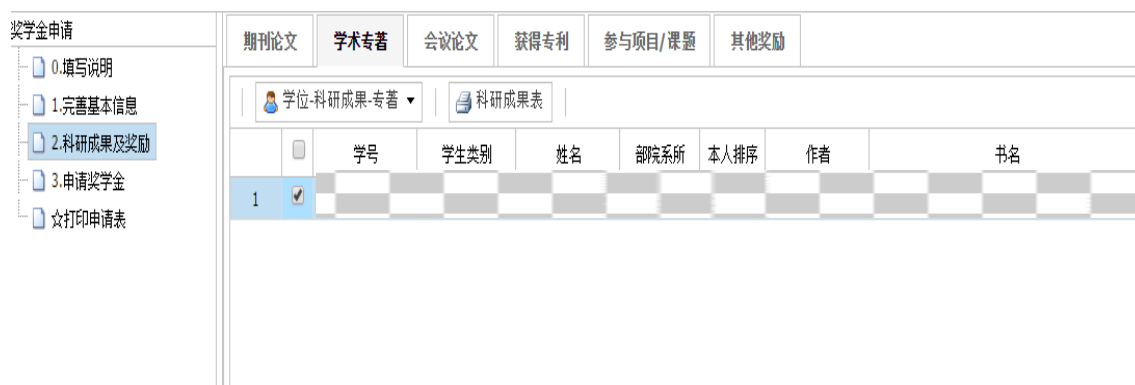 奖学金申请
0.填写说明
1.完善基本信息
2.科研成果及奖励
3.申请奖学金
☆打印申请表
期刊论文 学术专著 会议论文 获得专利 参与项目/课题 其他奖励
学位-科研成果-专著 科研成果表
学号 学生类别 姓名 部院系所 本人排序 作者 书名
1